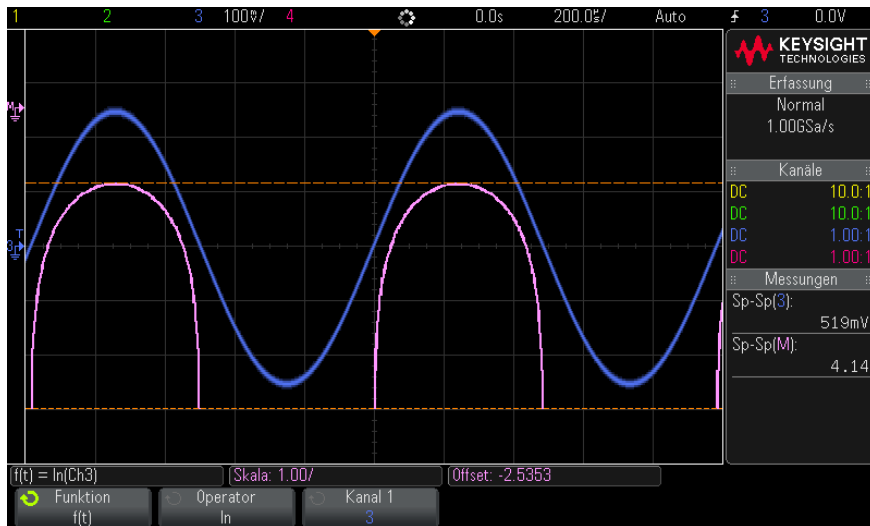 1 2 3 100mV/ 4 0.0s 200.0us/ Auto 3 0.0V
KEYSIGHT
TECHNOLOGIES
Erfassung
Normal
1.00GSa/s
Kanäle
DC 10.0:1
DC 10.0:1
DC 1.00:1
DC 1.00:1
Messungen
Sp-Sp(3):
519mV
Sp-Sp(M):
4.14
M
T
3
f(t) = ln(Ch3)
Skala: 1.00/
Offset: -2.5353
Funktion
f(t)
Operator
ln
Kanal 1
3